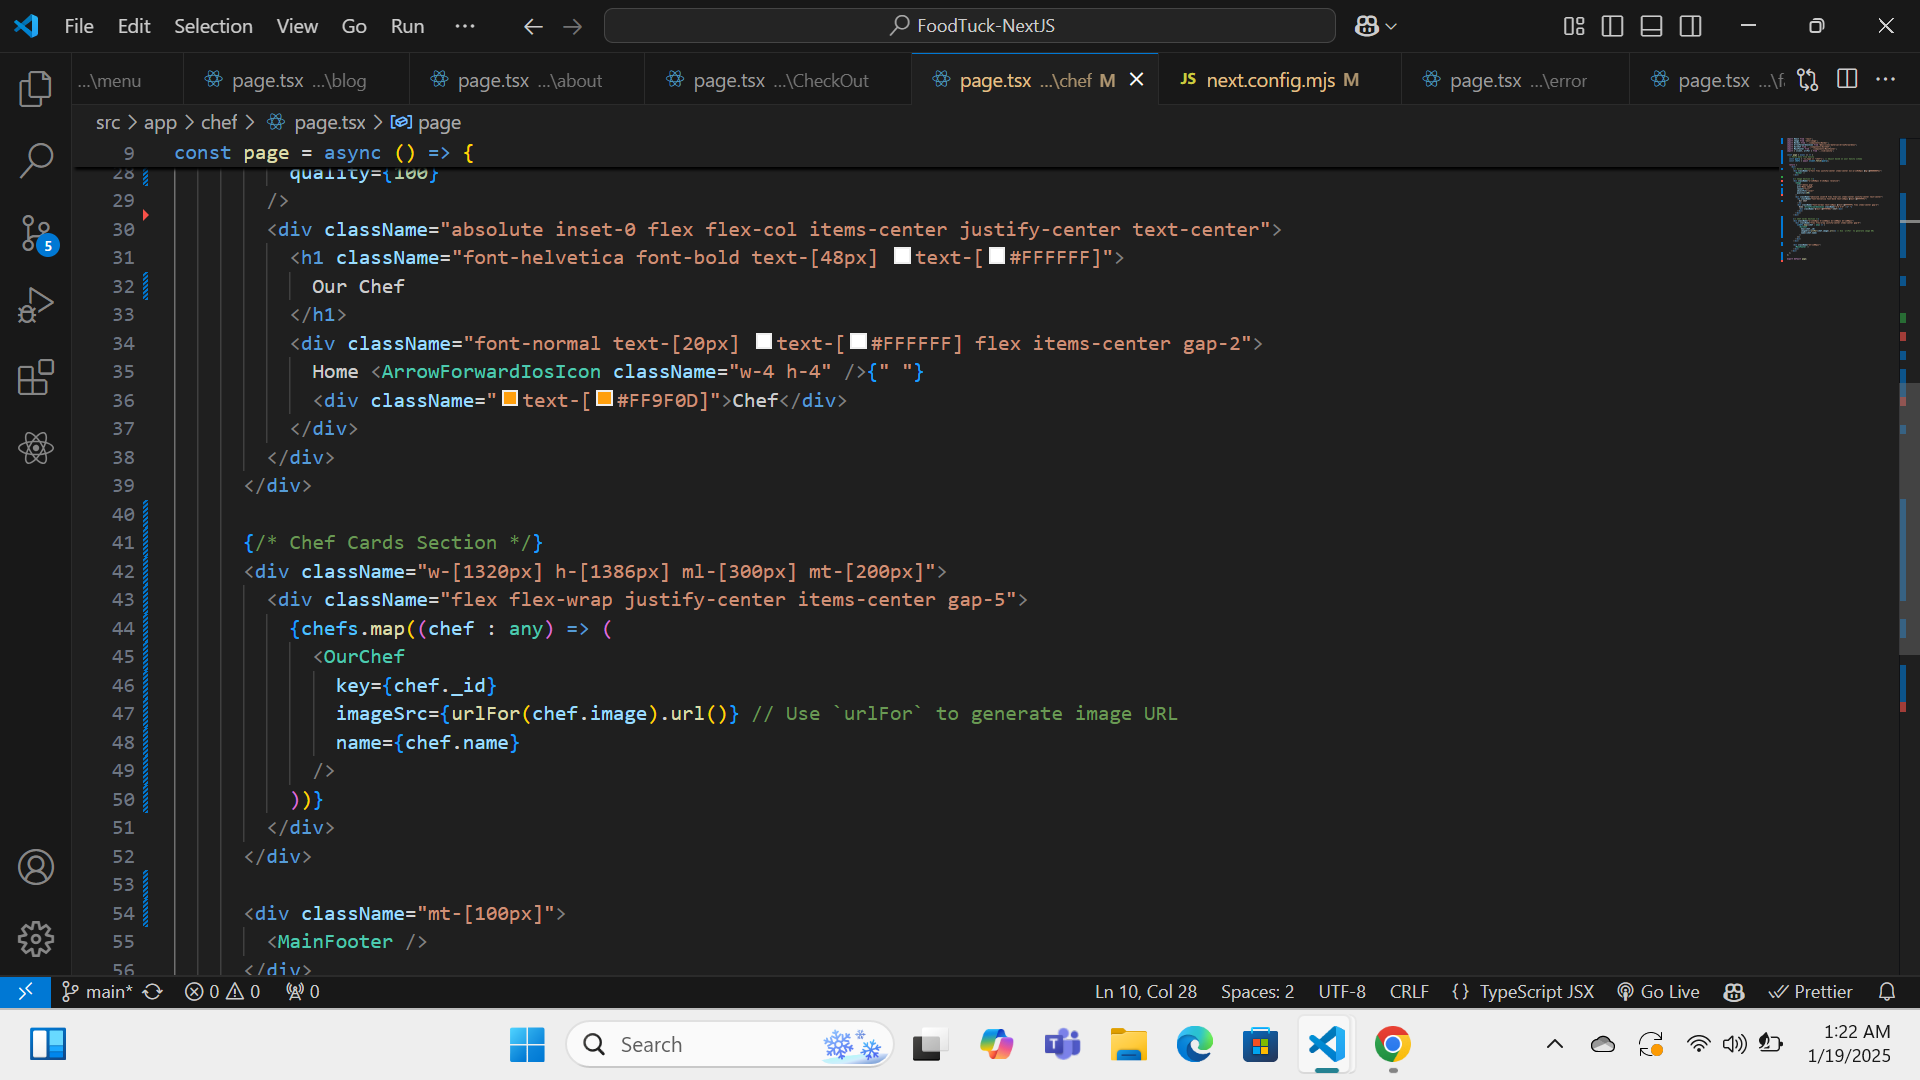 File Edit Selection View Go Run ··· FoodTuck-NextJS
...\menu page.tsx ...\blog page.tsx ...\about page.tsx ...\CheckOut page.tsx ...\chef M JS next.config.mjs M page.tsx ...\error page.tsx
src > app > chef > page.tsx > page
9 const page = async () => {
28 quality={100}
29 />
30 <div className="absolute inset-0 flex flex-col items-center justify-center text-center">
31 <h1 className="font-helvetica font-bold text-[48px] text-[#FFFFFF]">
32 Our Chef
33 </h1>
34 <div className="font-normal text-[20px] text-[#FFFFFF] flex items-center gap-2">
35 Home <ArrowForwardIosIcon className="w-4 h-4" />{" "}
36 <div className="text-[#FF9F0D]">Chef</div>
37 </div>
38 </div>
39 </div>
40
41 {/* Chef Cards Section */}
42 <div className="w-[1320px] h-[1386px] ml-[300px] mt-[200px]">
43 <div className="flex flex-wrap justify-center items-center gap-5">
44 {chefs.map((chef : any) => (
45 <OurChef
46 key={chef._id}
47 imageSrc={urlFor(chef.image).url()} // Use `urlFor` to generate image URL
48 name={chef.name}
49 />
50 ))}
51 </div>
52 </div>
53
54 <div className="mt-[100px]">
55 <MainFooter />
56 </div>
5
main* 0 0 0 Ln 10, Col 28 Spaces: 2 UTF-8 CRLF {} TypeScript JSX Go Live Prettier
Search
1:22 AM
1/19/2025